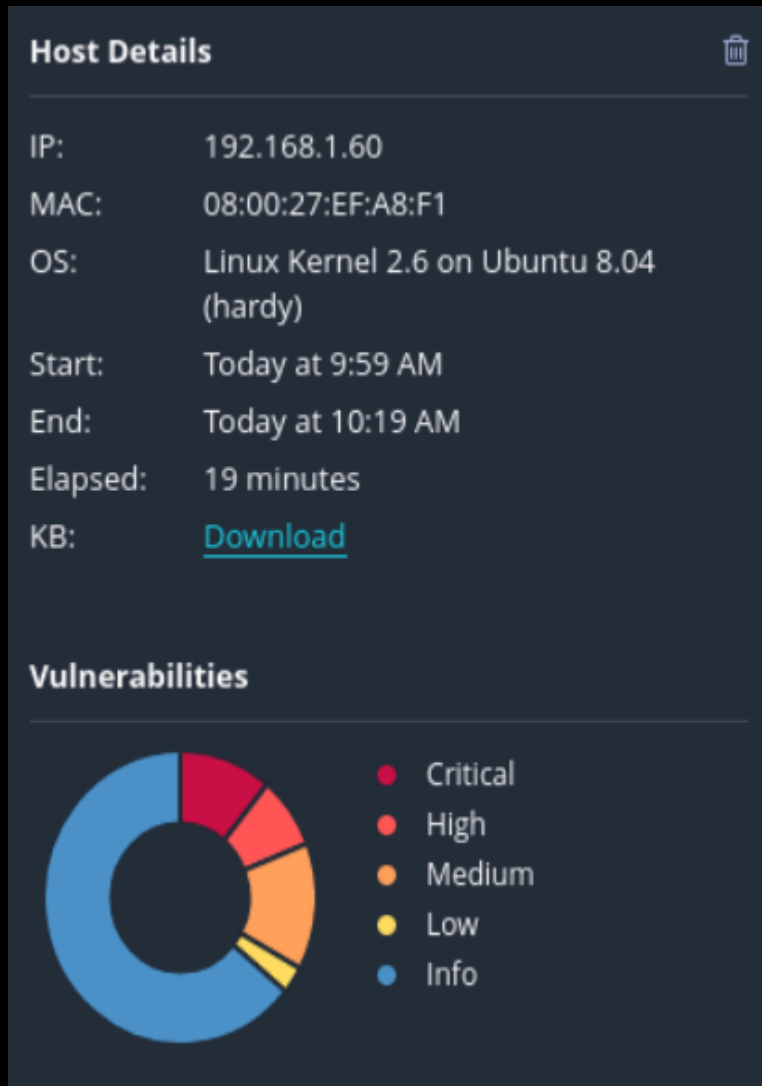 Host Details
IP: 192.168.1.60
MAC: 08:00:27:EF:A8:F1
OS: Linux Kernel 2.6 on Ubuntu 8.04
(hardy)
Start: Today at 9:59 AM
End: Today at 10:19 AM
Elapsed: 19 minutes
KB: Download
Vulnerabilities
Critical
High
Medium
Low
Info